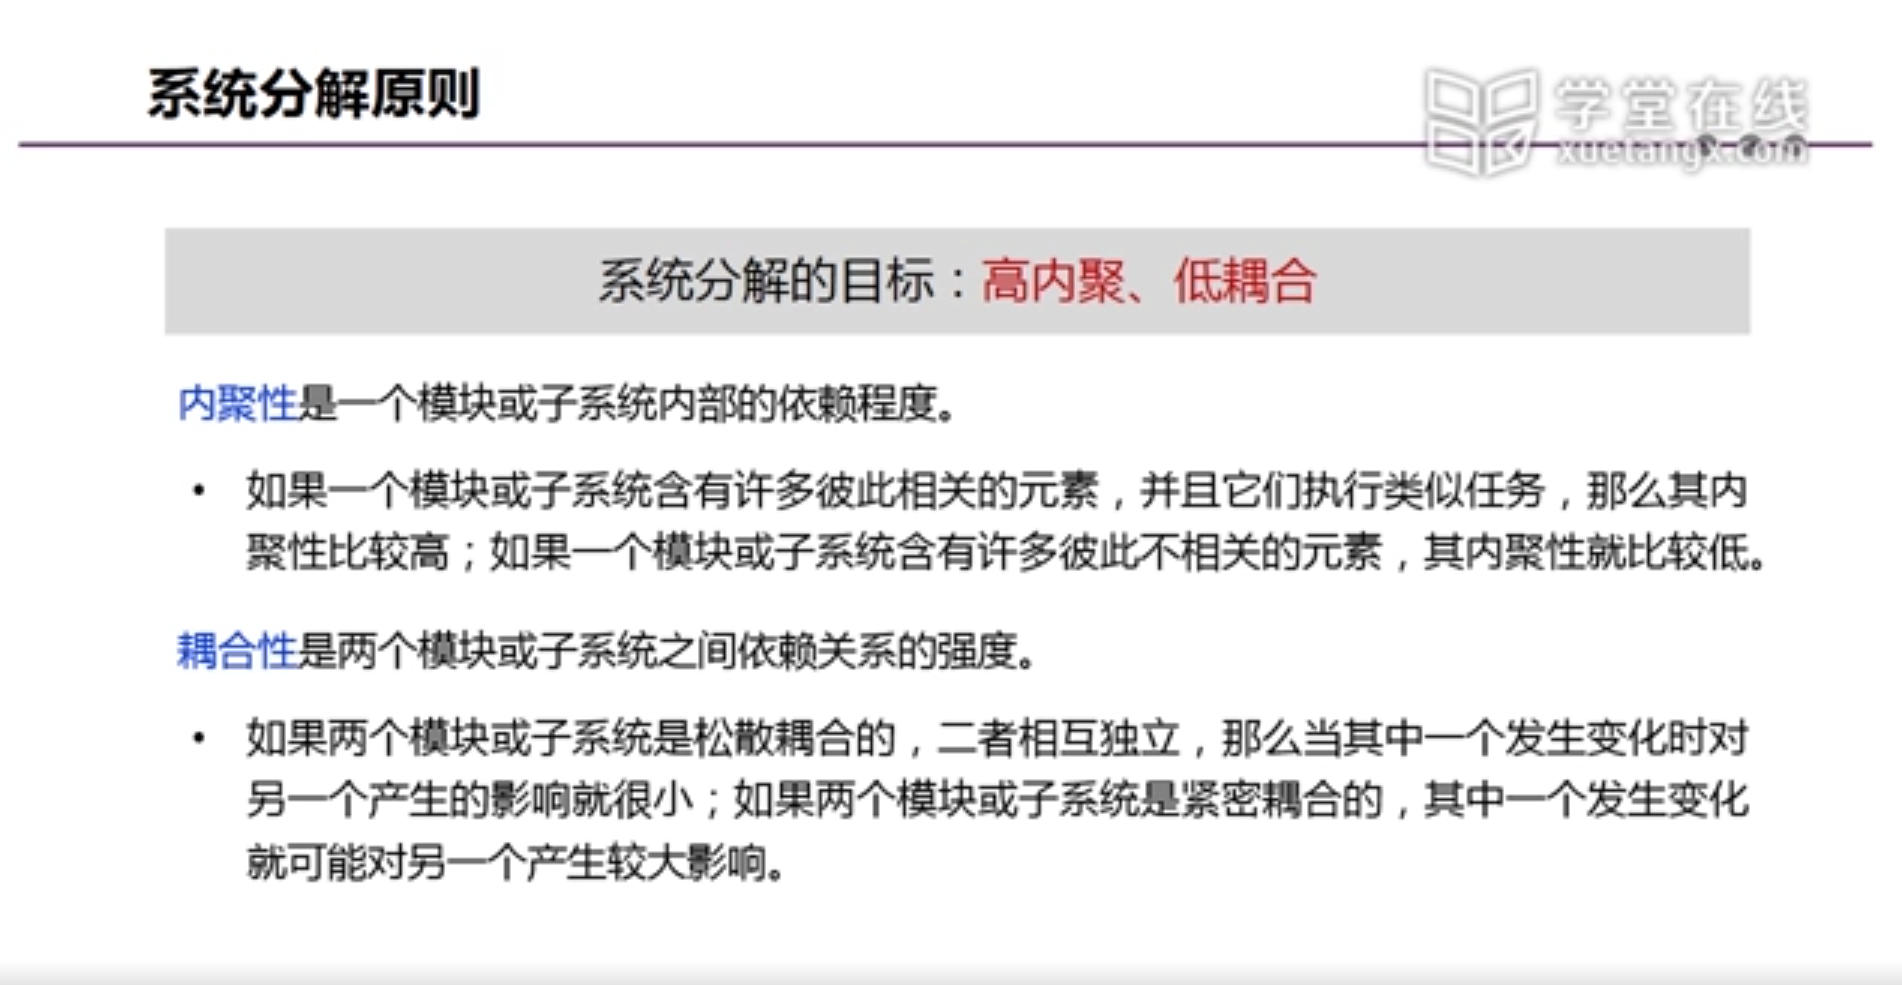 系统分解原则
学堂在线
xuetangx.com
系统分解的目标：高内聚、低耦合
内聚性是一个模块或子系统内部的依赖程度。
• 如果一个模块或子系统含有许多彼此相关的元素，并且它们执行类似任务，那么其内
聚性比较高；如果一个模块或子系统含有许多彼此不相关的元素，其内聚性就比较低。
耦合性是两个模块或子系统之间依赖关系的强度。
• 如果两个模块或子系统是松散耦合的，二者相互独立，那么当其中一个发生变化时对
另一个产生的影响就很小；如果两个模块或子系统是紧密耦合的，其中一个发生变化
就可能对另一个产生较大影响。